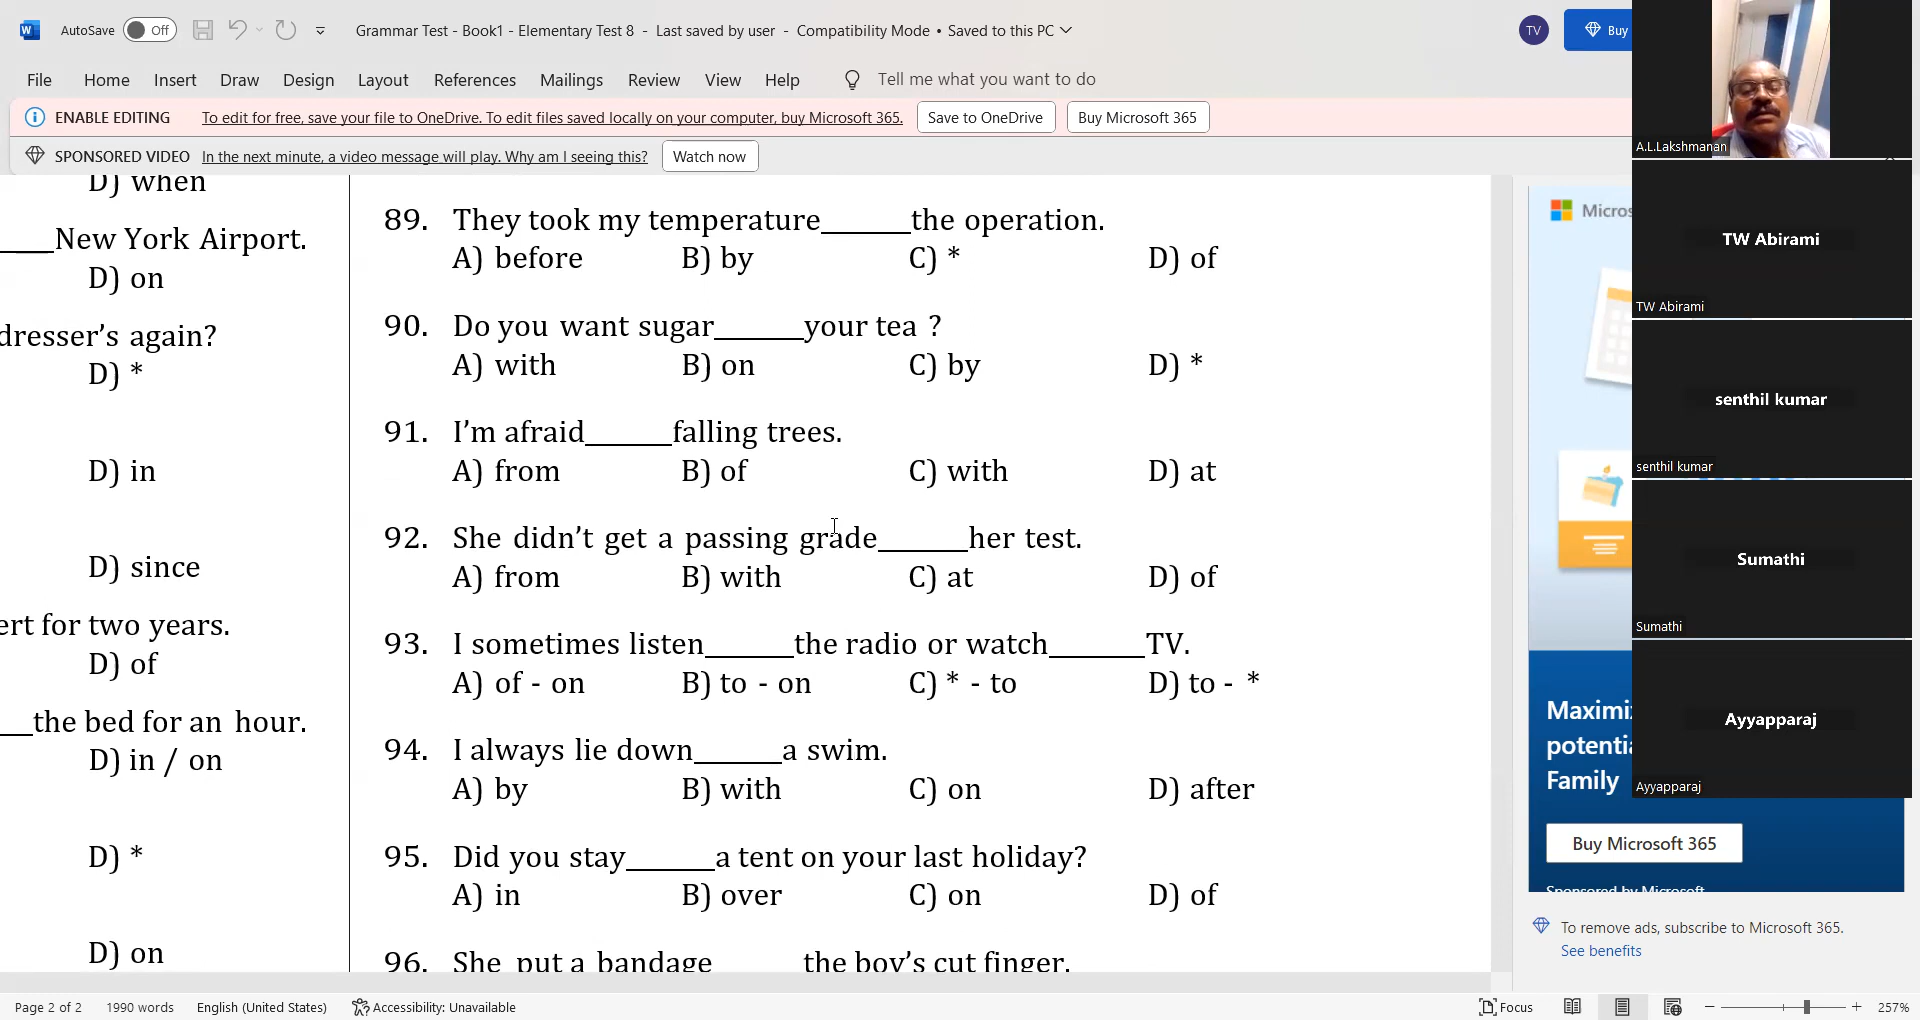 AutoSave Off
Grammar Test - Book1 - Elementary Test 8 - Last saved by user - Compatibility Mode • Saved to this PC
TV
Buy
File Home Insert Draw Design Layout References Mailings Review View Help Tell me what you want to do
ENABLE EDITING To edit for free, save your file to OneDrive. To edit files saved locally on your computer, buy Microsoft 365. Save to OneDrive Buy Microsoft 365
SPONSORED VIDEO In the next minute, a video message will play. Why am I seeing this? Watch now
D) when
____New York Airport.
D) on
dresser's again?
D) *
D) in
D) since
ert for two years.
D) of
__the bed for an hour.
D) in / on
D) *
D) on
89. They took my temperature______the operation.
A) before B) by C) * D) of
90. Do you want sugar______your tea ?
A) with B) on C) by D) *
91. I'm afraid______falling trees.
A) from B) of C) with D) at
92. She didn't get a passing grade______her test.
A) from B) with C) at D) of
93. I sometimes listen______the radio or watch______TV.
A) of - on B) to - on C) * - to D) to - *
94. I always lie down______a swim.
A) by B) with C) on D) after
95. Did you stay______a tent on your last holiday?
A) in B) over C) on D) of
96. She put a bandage______the boy's cut finger.
Micros
Maximi
potentia
Family
Buy Microsoft 365
Sponsored by Microsoft
To remove ads, subscribe to Microsoft 365.
See benefits
A.L.Lakshmanan
TW Abirami
TW Abirami
senthil kumar
senthil kumar
Sumathi
Sumathi
Ayyapparaj
Ayyapparaj
Page 2 of 2 1990 words English (United States) Accessibility: Unavailable
Focus 257%